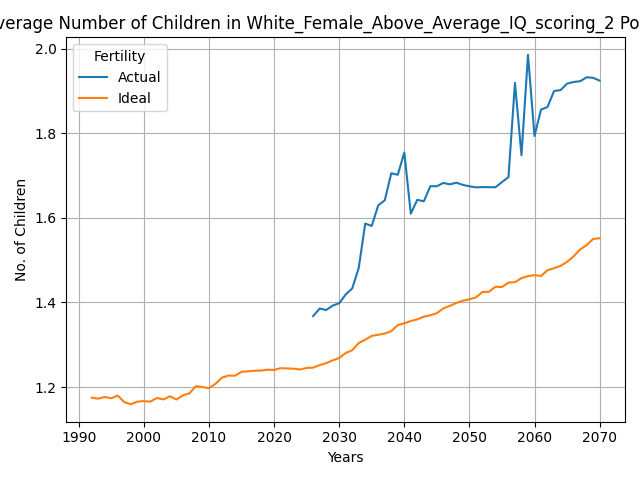 verage Number of Children in White_Female_Above_Average_IQ_scoring_2 Po
Fertility
Actual
Ideal
No. of Children
2.0
1.8
1.6
1.4
1.2
1990 2000 2010 2020 2030 2040 2050 2060 2070
Years